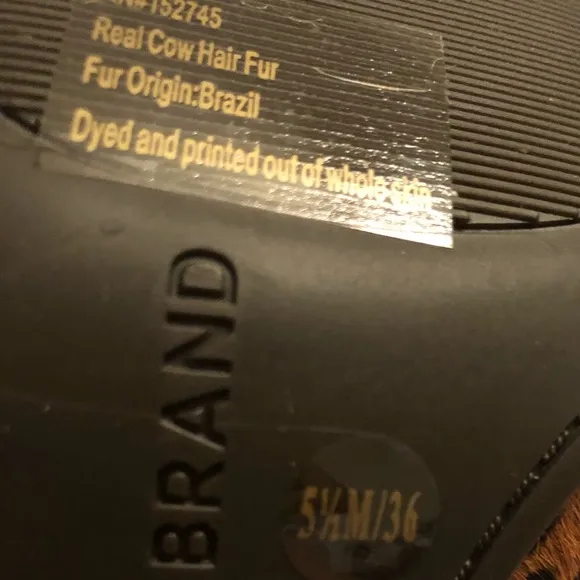 RN#152745
Real Cow Hair Fur
Fur Origin:Brazil
Dyed and printed out of whole skin
BRAND
5½M/36